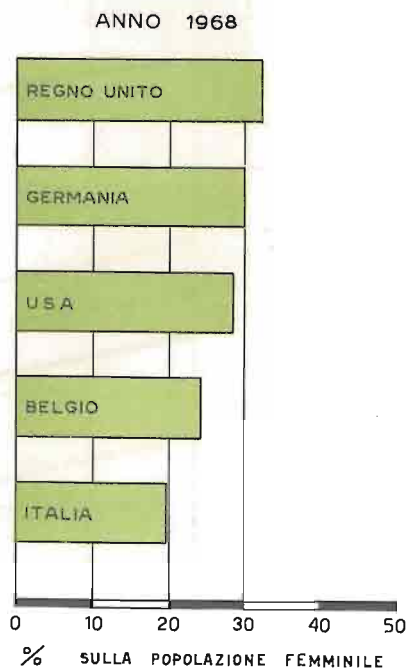 ANNO 1968
REGNO UNITO
GERMANIA
USA
BELGIO
ITALIA
0 10 20 30 40 50
% SULLA POPOLAZIONE FEMMINILE